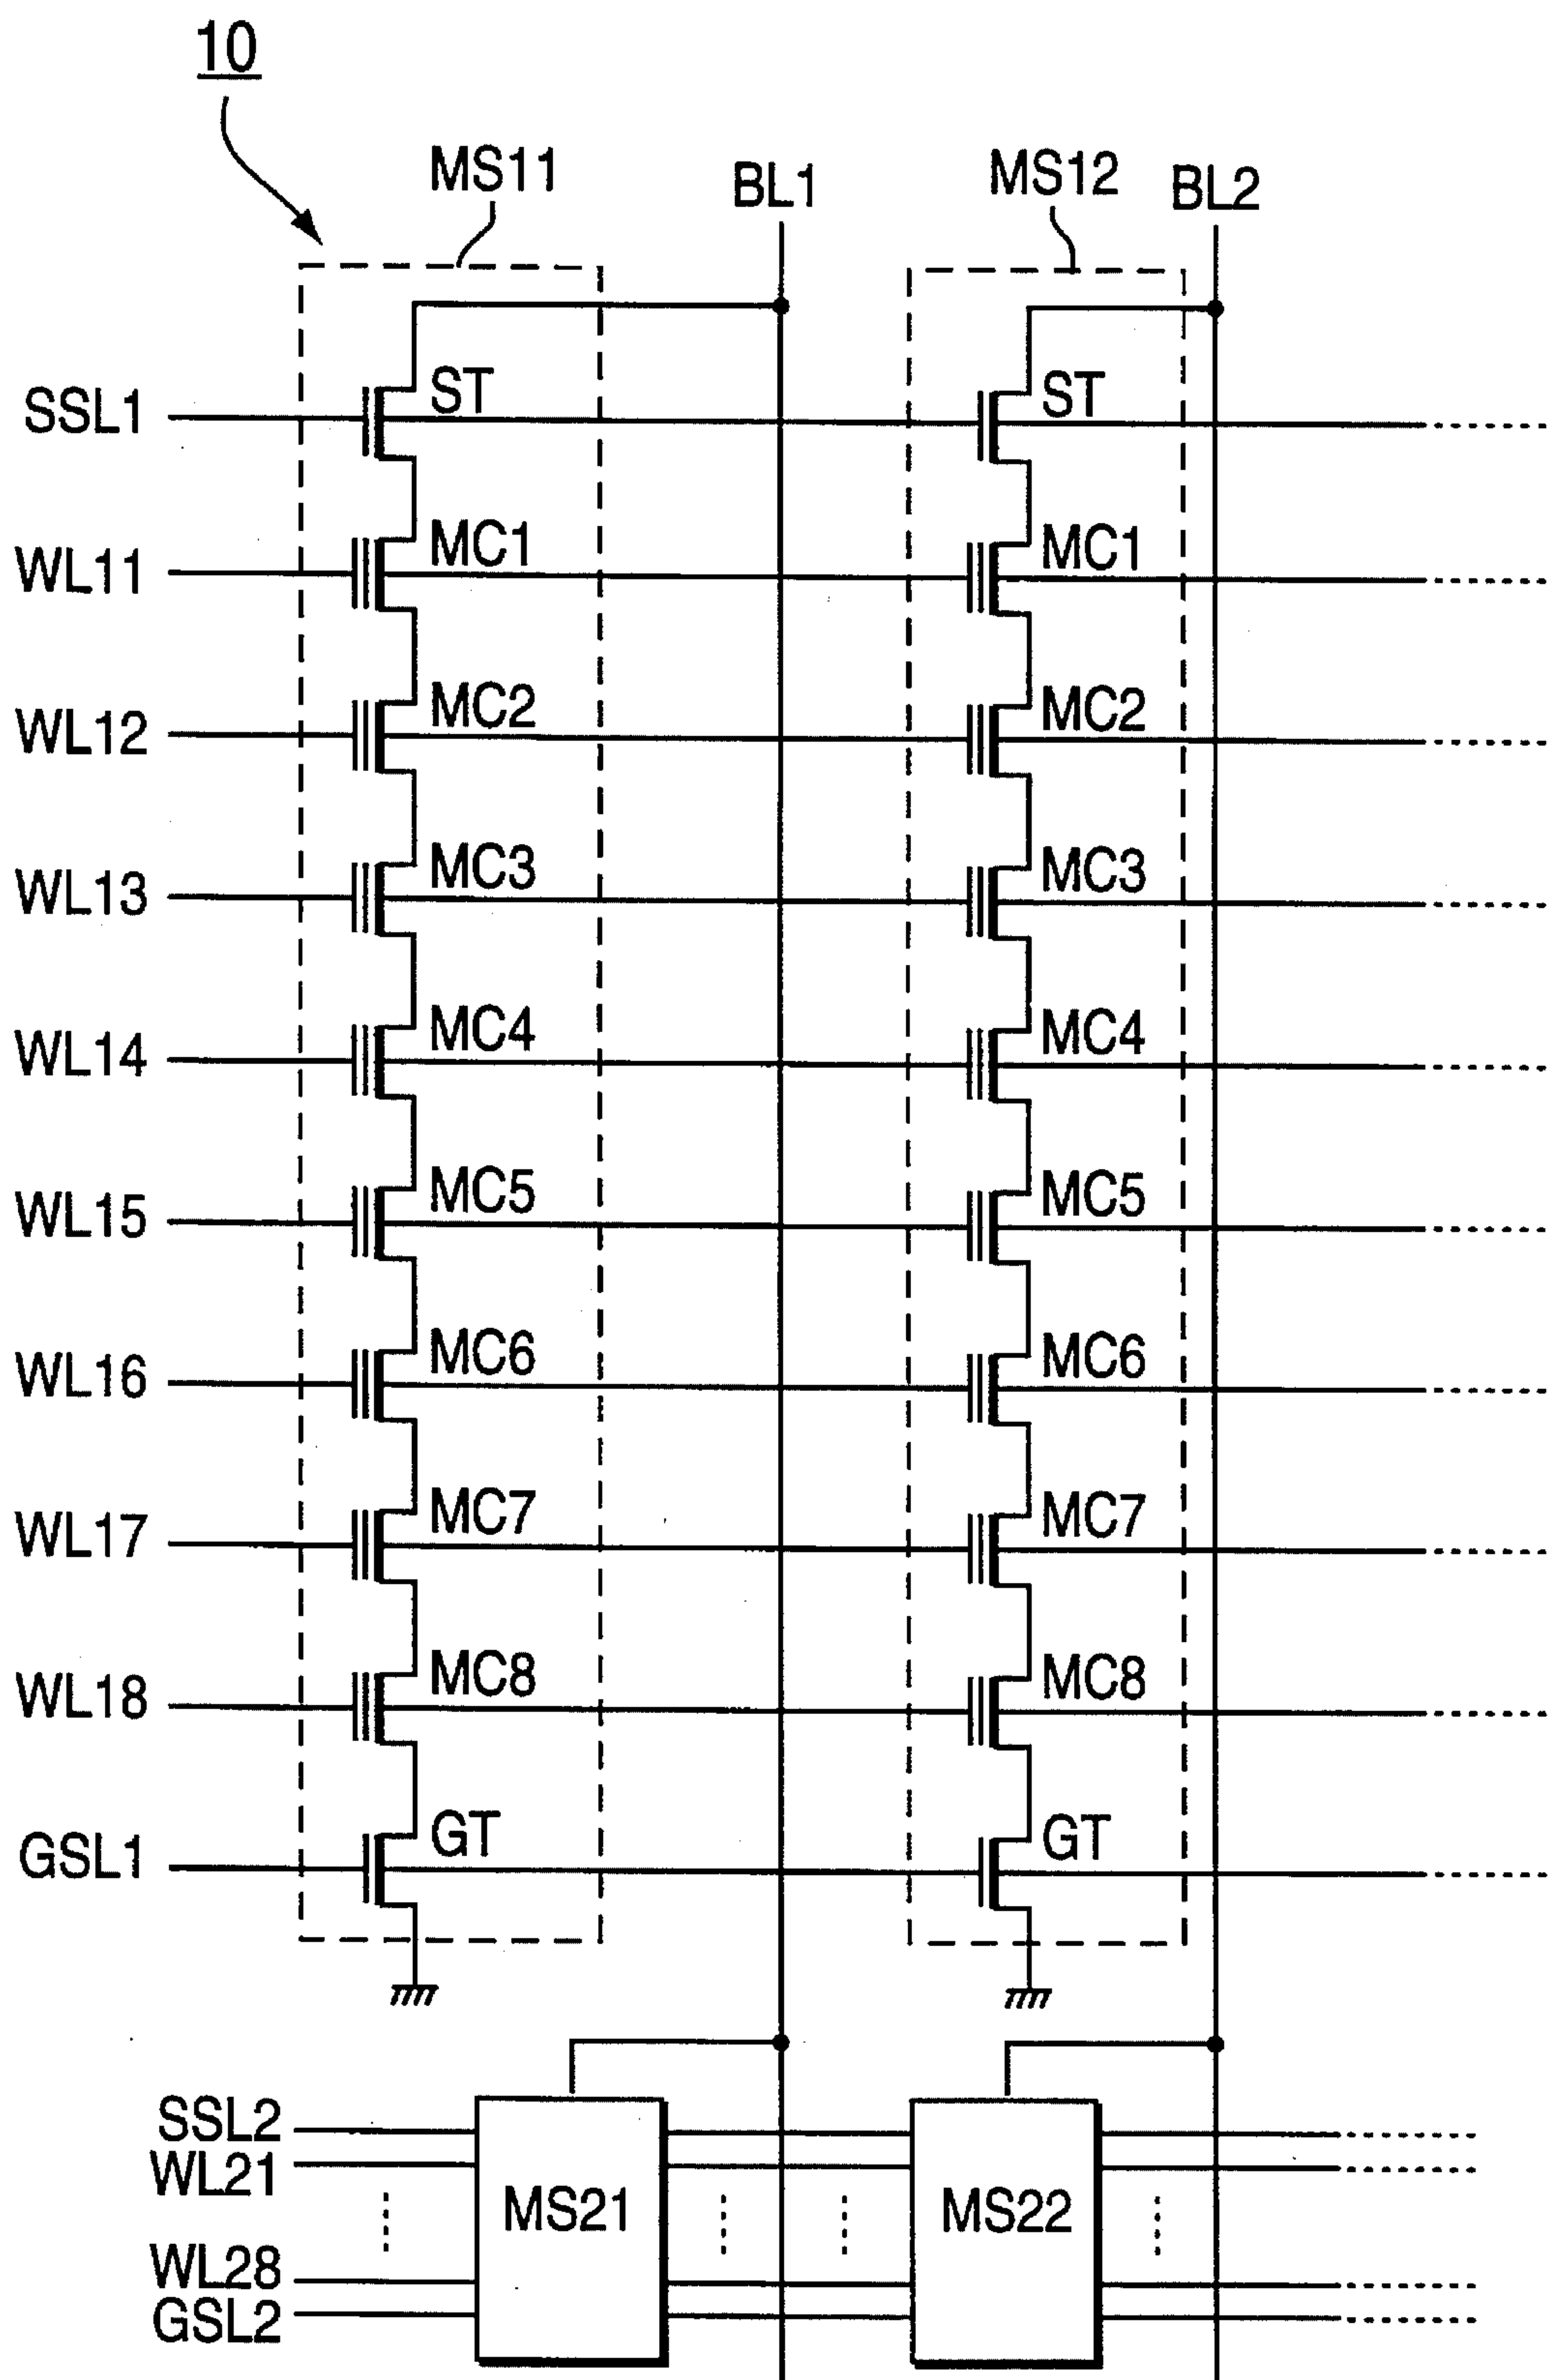 10
MS11 BL1 MS12 BL2
SSL1 ST ST
WL11 MC1 MC1
WL12 MC2 MC2
WL13 MC3 MC3
WL14 MC4 MC4
WL15 MC5 MC5
WL16 MC6 MC6
WL17 MC7 MC7
WL18 MC8 MC8
GSL1 GT GT
SSL2
WL21
MS21 MS22
WL28
GSL2